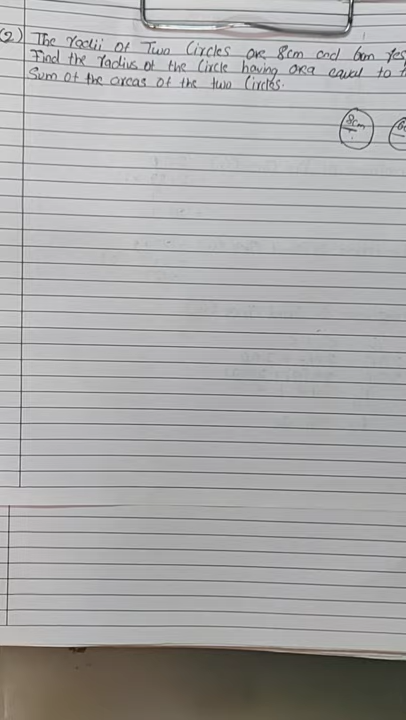 (2) The radii of Two Circles are 8cm and 6cm res
Find the radius of the Circle having area equal to t
Sum of the areas of the two Circles.
8cm